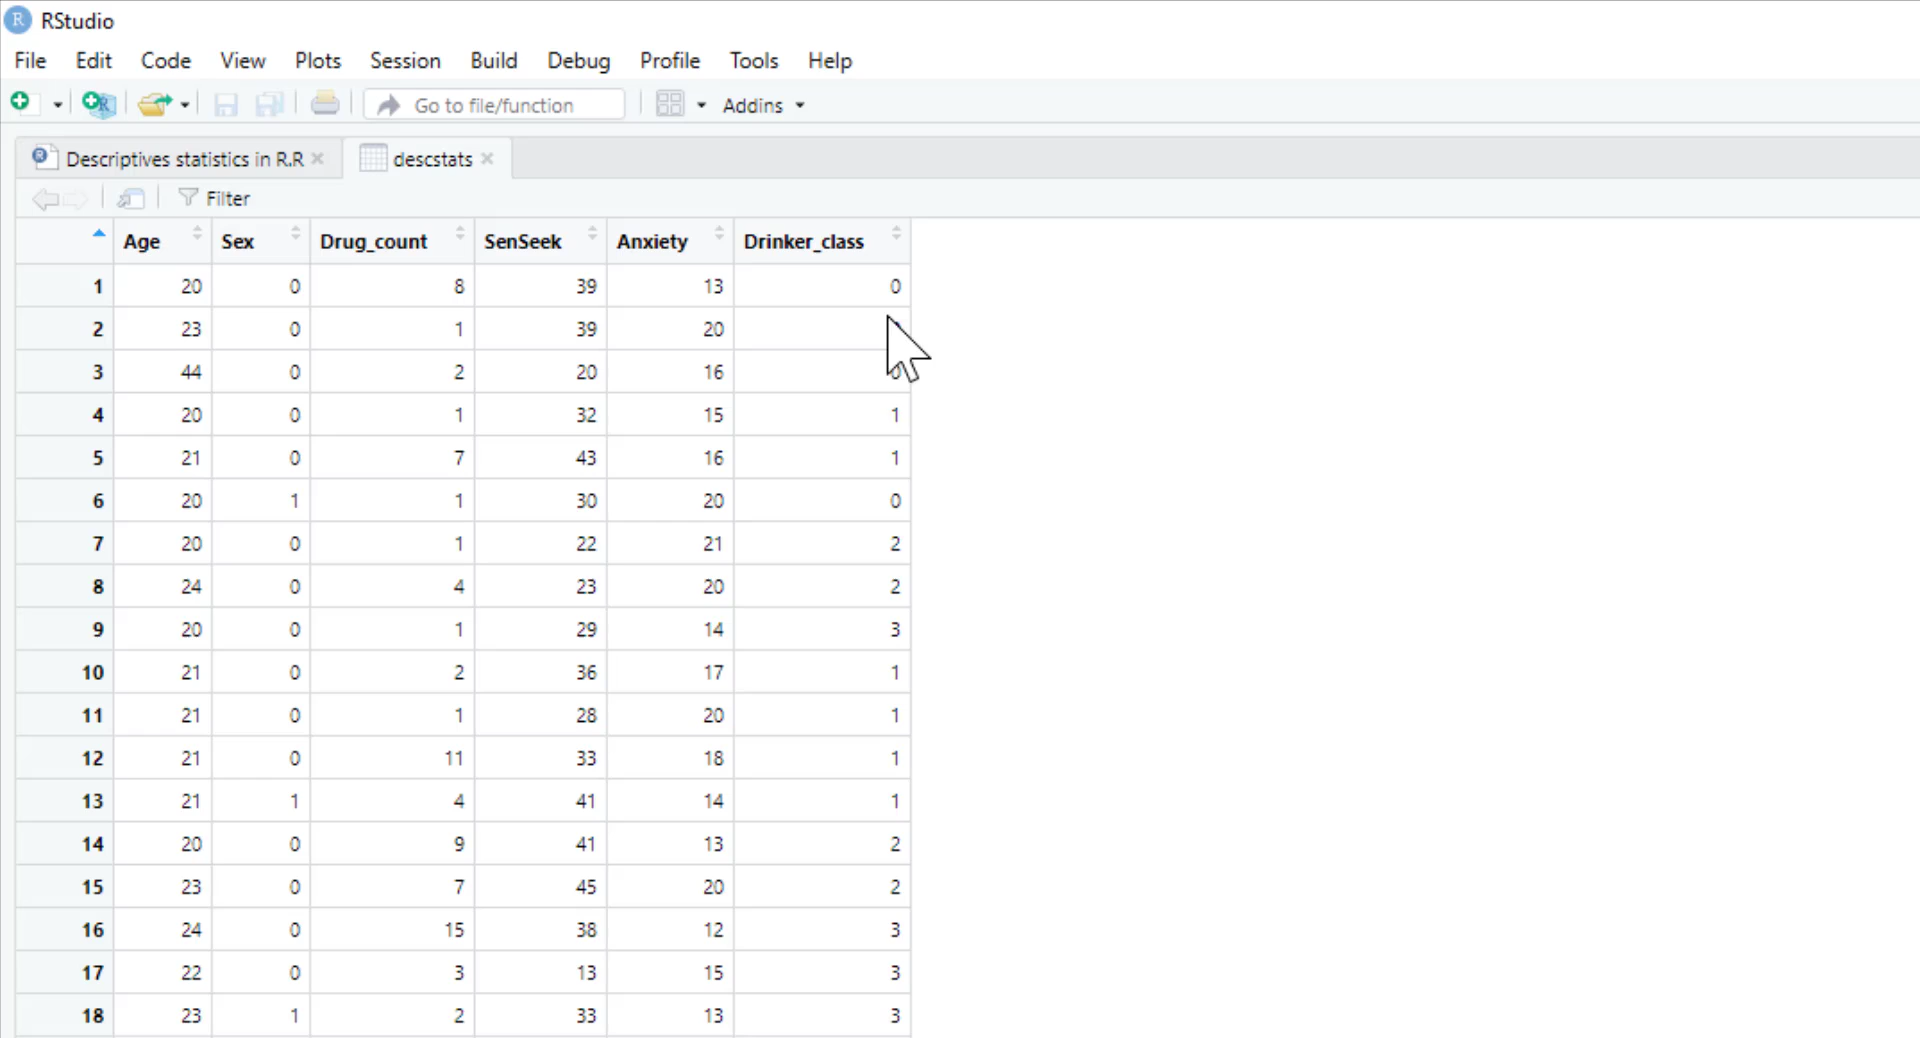 RStudio
File Edit Code View Plots Session Build Debug Profile Tools Help
Go to file/function Addins
Descriptives statistics in R.R descstats
Filter
Age Sex Drug_count SenSeek Anxiety Drinker_class
1 20 0 8 39 13 0
2 23 0 1 39 20
3 44 0 2 20 16 0
4 20 0 1 32 15 1
5 21 0 7 43 16 1
6 20 1 1 30 20 0
7 20 0 1 22 21 2
8 24 0 4 23 20 2
9 20 0 1 29 14 3
10 21 0 2 36 17 1
11 21 0 1 28 20 1
12 21 0 11 33 18 1
13 21 1 4 41 14 1
14 20 0 9 41 13 2
15 23 0 7 45 20 2
16 24 0 15 38 12 3
17 22 0 3 13 15 3
18 23 1 2 33 13 3